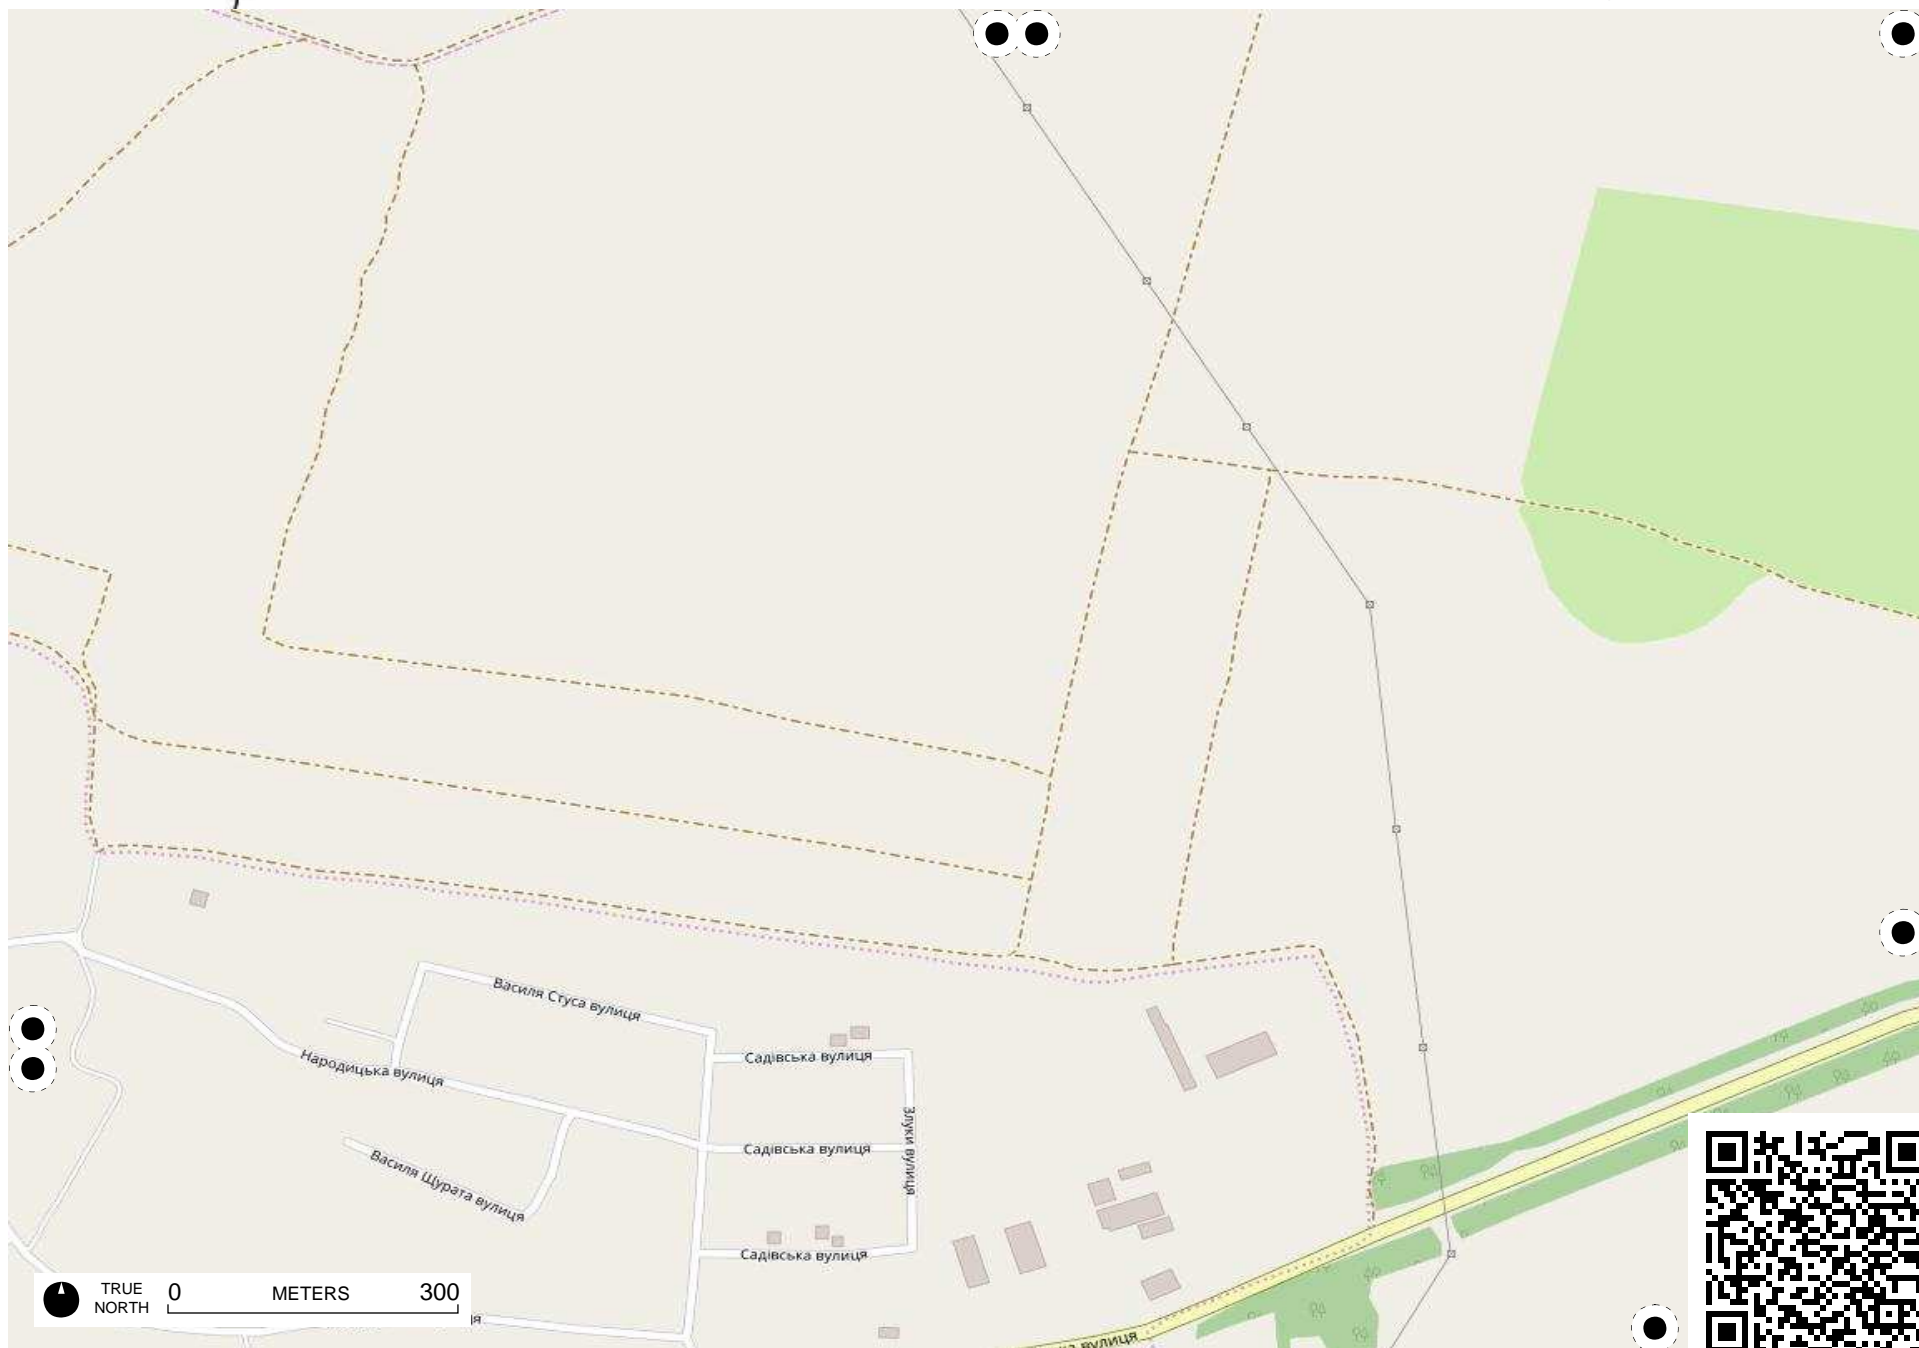 Василя Стуса вулиця
Садівська вулиця
Народицька вулиця
Злуки вулиця
Садівська вулиця
Василя Щурата вулиця
Садівська вулиця
TRUE NORTH
0 METERS 300
вулиця